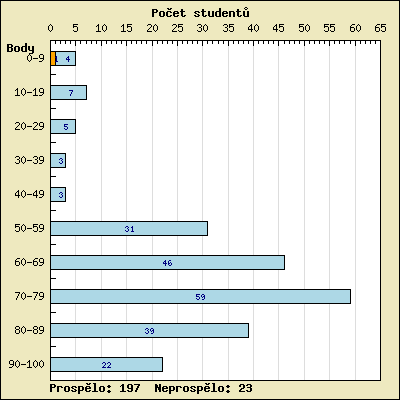 Počet studentů
0 5 10 15 20 25 30 35 40 45 50 55 60 65
Body
0-9 1 4
10-19 7
20-29 5
30-39 3
40-49 3
50-59 31
60-69 46
70-79 59
80-89 39
90-100 22
Prospělo: 197 Neprospělo: 23